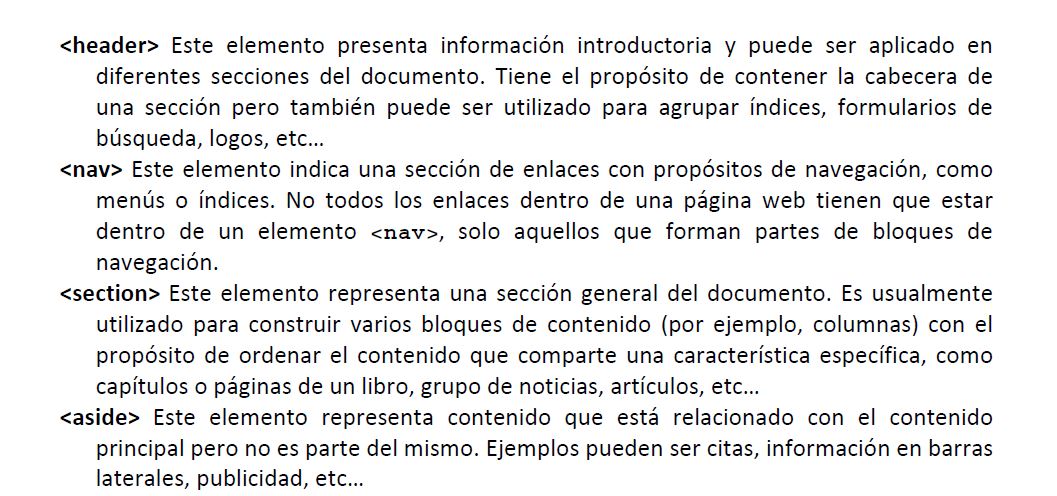 <header> Este elemento presenta información introductoria y puede ser aplicado en
diferentes secciones del documento. Tiene el propósito de contener la cabecera de
una sección pero también puede ser utilizado para agrupar índices, formularios de
búsqueda, logos, etc…
<nav> Este elemento indica una sección de enlaces con propósitos de navegación, como
menús o índices. No todos los enlaces dentro de una página web tienen que estar
dentro de un elemento <nav>, solo aquellos que forman partes de bloques de
navegación.
<section> Este elemento representa una sección general del documento. Es usualmente
utilizado para construir varios bloques de contenido (por ejemplo, columnas) con el
propósito de ordenar el contenido que comparte una característica específica, como
capítulos o páginas de un libro, grupo de noticias, artículos, etc…
<aside> Este elemento representa contenido que está relacionado con el contenido
principal pero no es parte del mismo. Ejemplos pueden ser citas, información en barras
laterales, publicidad, etc…